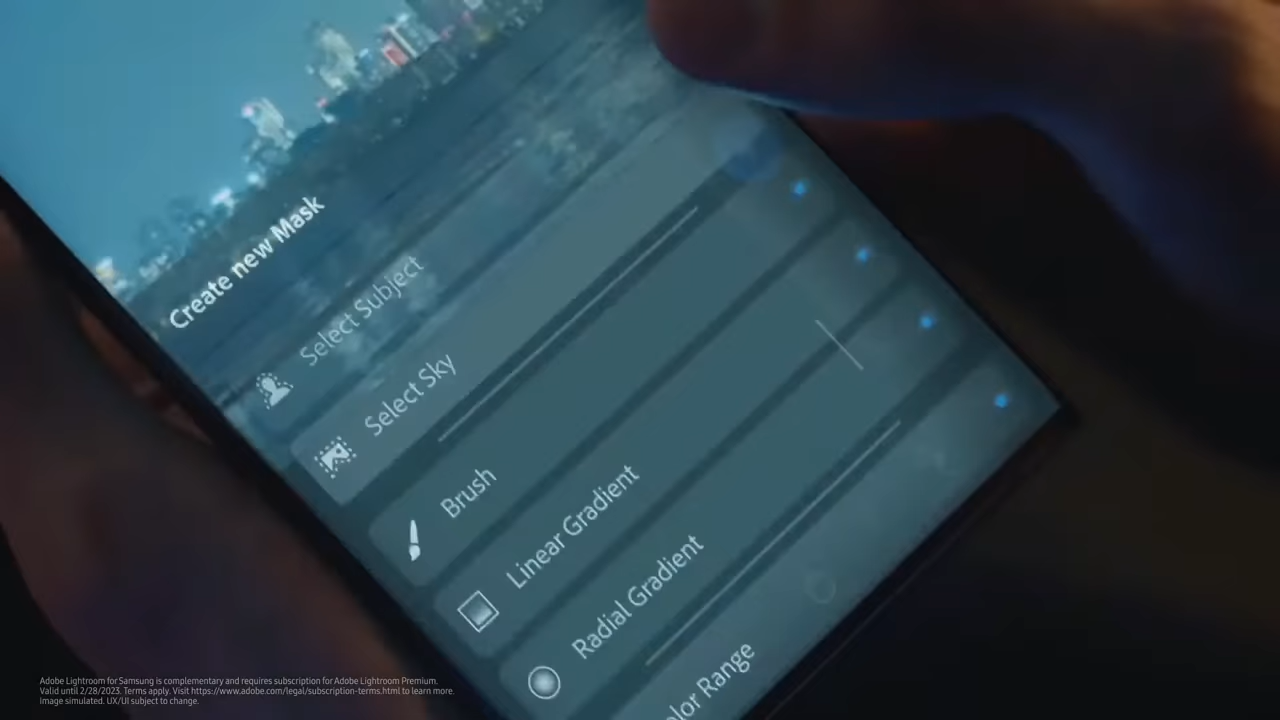 Create new Mask
Select Subject
Select Sky
Brush
Linear Gradient
Radial Gradient
Range
Adobe Lightroom for Samsung is complementary and requires subscription for Adobe Lightroom Premium.
Valid until 2/28/2023. Terms apply. Visit https://www.adobe.com/legal/subscription-terms.html to learn more.
Image simulated. UX/UI subject to change.